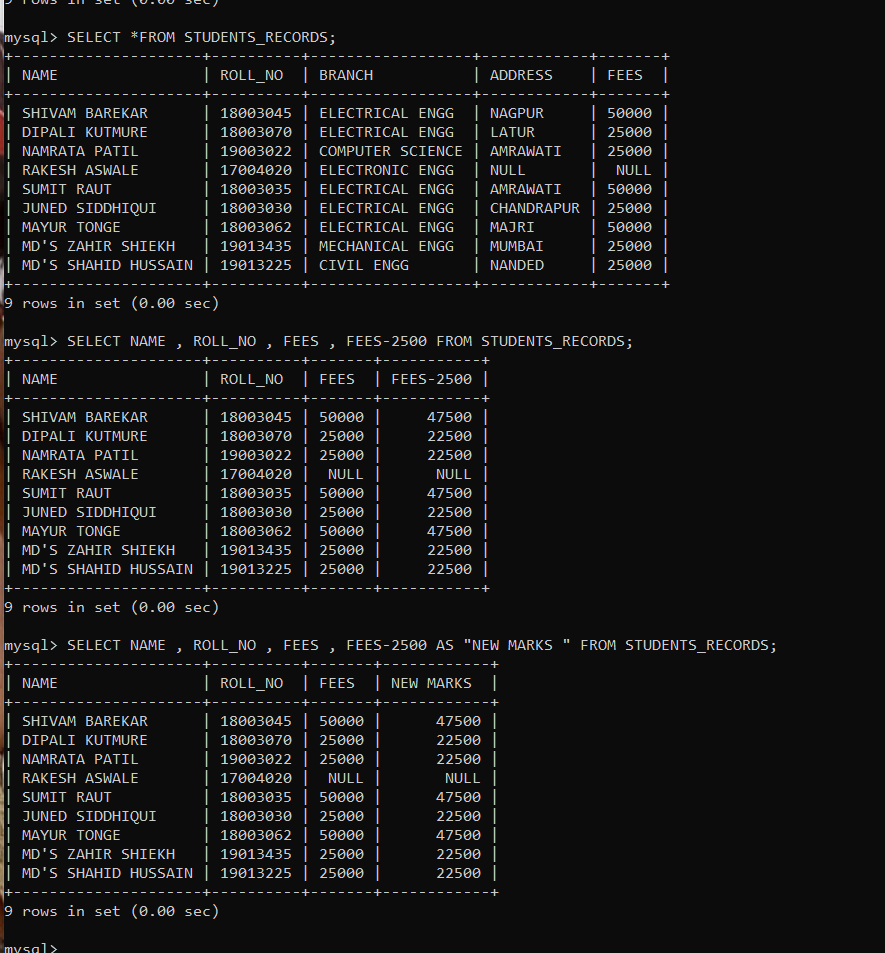 9 rows in set (0.00 sec)
mysql> SELECT *FROM STUDENTS_RECORDS;
+---------------------+----------+------------------+------------+-------+
| NAME                | ROLL_NO  | BRANCH           | ADDRESS    | FEES  |
+---------------------+----------+------------------+------------+-------+
| SHIVAM BAREKAR      | 18003045 | ELECTRICAL ENGG  | NAGPUR     | 50000 |
| DIPALI KUTMURE      | 18003070 | ELECTRICAL ENGG  | LATUR      | 25000 |
| NAMRATA PATIL       | 19003022 | COMPUTER SCIENCE | AMRAWATI   | 25000 |
| RAKESH ASWALE       | 17004020 | ELECTRONIC ENGG  | NULL       |  NULL |
| SUMIT RAUT          | 18003035 | ELECTRICAL ENGG  | AMRAWATI   | 50000 |
| JUNED SIDDHIQUI     | 18003030 | ELECTRICAL ENGG  | CHANDRAPUR | 25000 |
| MAYUR TONGE         | 18003062 | ELECTRICAL ENGG  | MAJRI      | 50000 |
| MD'S ZAHIR SHIEKH   | 19013435 | MECHANICAL ENGG  | MUMBAI     | 25000 |
| MD'S SHAHID HUSSAIN | 19013225 | CIVIL ENGG       | NANDED     | 25000 |
+---------------------+----------+------------------+------------+-------+
9 rows in set (0.00 sec)
mysql> SELECT NAME , ROLL_NO , FEES , FEES-2500 FROM STUDENTS_RECORDS;
+---------------------+----------+-------+-----------+
| NAME                | ROLL_NO  | FEES  | FEES-2500 |
+---------------------+----------+-------+-----------+
| SHIVAM BAREKAR      | 18003045 | 50000 |     47500 |
| DIPALI KUTMURE      | 18003070 | 25000 |     22500 |
| NAMRATA PATIL       | 19003022 | 25000 |     22500 |
| RAKESH ASWALE       | 17004020 |  NULL |      NULL |
| SUMIT RAUT          | 18003035 | 50000 |     47500 |
| JUNED SIDDHIQUI     | 18003030 | 25000 |     22500 |
| MAYUR TONGE         | 18003062 | 50000 |     47500 |
| MD'S ZAHIR SHIEKH   | 19013435 | 25000 |     22500 |
| MD'S SHAHID HUSSAIN | 19013225 | 25000 |     22500 |
+---------------------+----------+-------+-----------+
9 rows in set (0.00 sec)
mysql> SELECT NAME , ROLL_NO , FEES , FEES-2500 AS "NEW MARKS " FROM STUDENTS_RECORDS;
+---------------------+----------+-------+------------+
| NAME                | ROLL_NO  | FEES  | NEW MARKS  |
+---------------------+----------+-------+------------+
| SHIVAM BAREKAR      | 18003045 | 50000 |      47500 |
| DIPALI KUTMURE      | 18003070 | 25000 |      22500 |
| NAMRATA PATIL       | 19003022 | 25000 |      22500 |
| RAKESH ASWALE       | 17004020 |  NULL |       NULL |
| SUMIT RAUT          | 18003035 | 50000 |      47500 |
| JUNED SIDDHIQUI     | 18003030 | 25000 |      22500 |
| MAYUR TONGE         | 18003062 | 50000 |      47500 |
| MD'S ZAHIR SHIEKH   | 19013435 | 25000 |      22500 |
| MD'S SHAHID HUSSAIN | 19013225 | 25000 |      22500 |
+---------------------+----------+-------+------------+
9 rows in set (0.00 sec)
mysql>